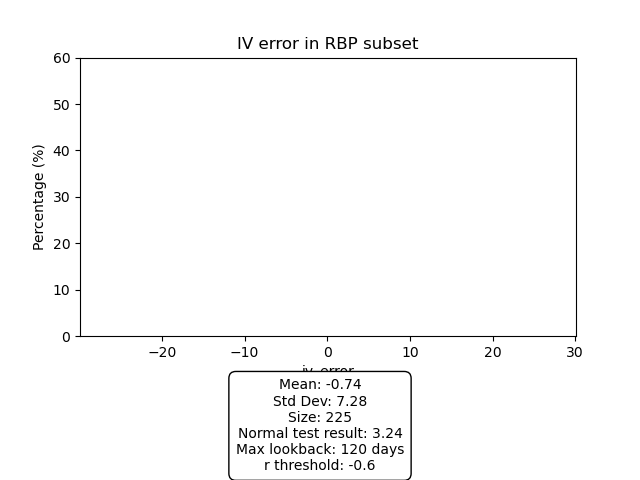 IV error in RBP subset
60
50
40
30
20
10
0
Percentage (%)
−20 −10 0 10 20 30
iv_error
Mean: -0.74
Std Dev: 7.28
Size: 225
Normal test result: 3.24
Max lookback: 120 days
r threshold: -0.6